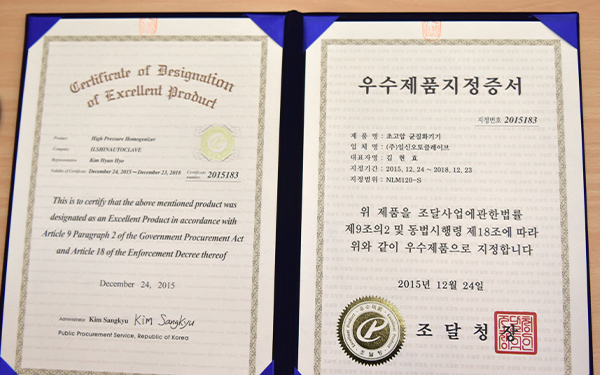 Certificate of Designation
of Excellent Product
Product High Pressure Homogenizer
Company ILSHINAUTOCLAVE
Representative Kim Hyun Hyo
Validity of Certificate December 24, 2015~December 23, 2018 Certificate number 2015183
This is to certify that the above mentioned product was
designated as an Excellent Product in accordance with
Article 9 Paragraph 2 of the Government Procurement Act
and Article 18 of the Enforcement Decree thereof
December 24, 2015
Administrator Kim Sangkyu Kim Sangkyu
Public Procurement Service, Republic of Korea
우수제품지정증서
지정번호 2015183
제 품 명 : 초고압 균질화기기
업 체 명 : (주)일신오토클레이브
대표자명 : 김 현 효
지정기간 : 2015. 12. 24 ~ 2018. 12. 23
지정범위 : NLM120-S
위 제품을 조달사업에관한법률
제9조의2 및 동법시행령 제18조에 따라
위와 같이 우수제품으로 지정합니다
2015년 12월 24일
조 달 청 장